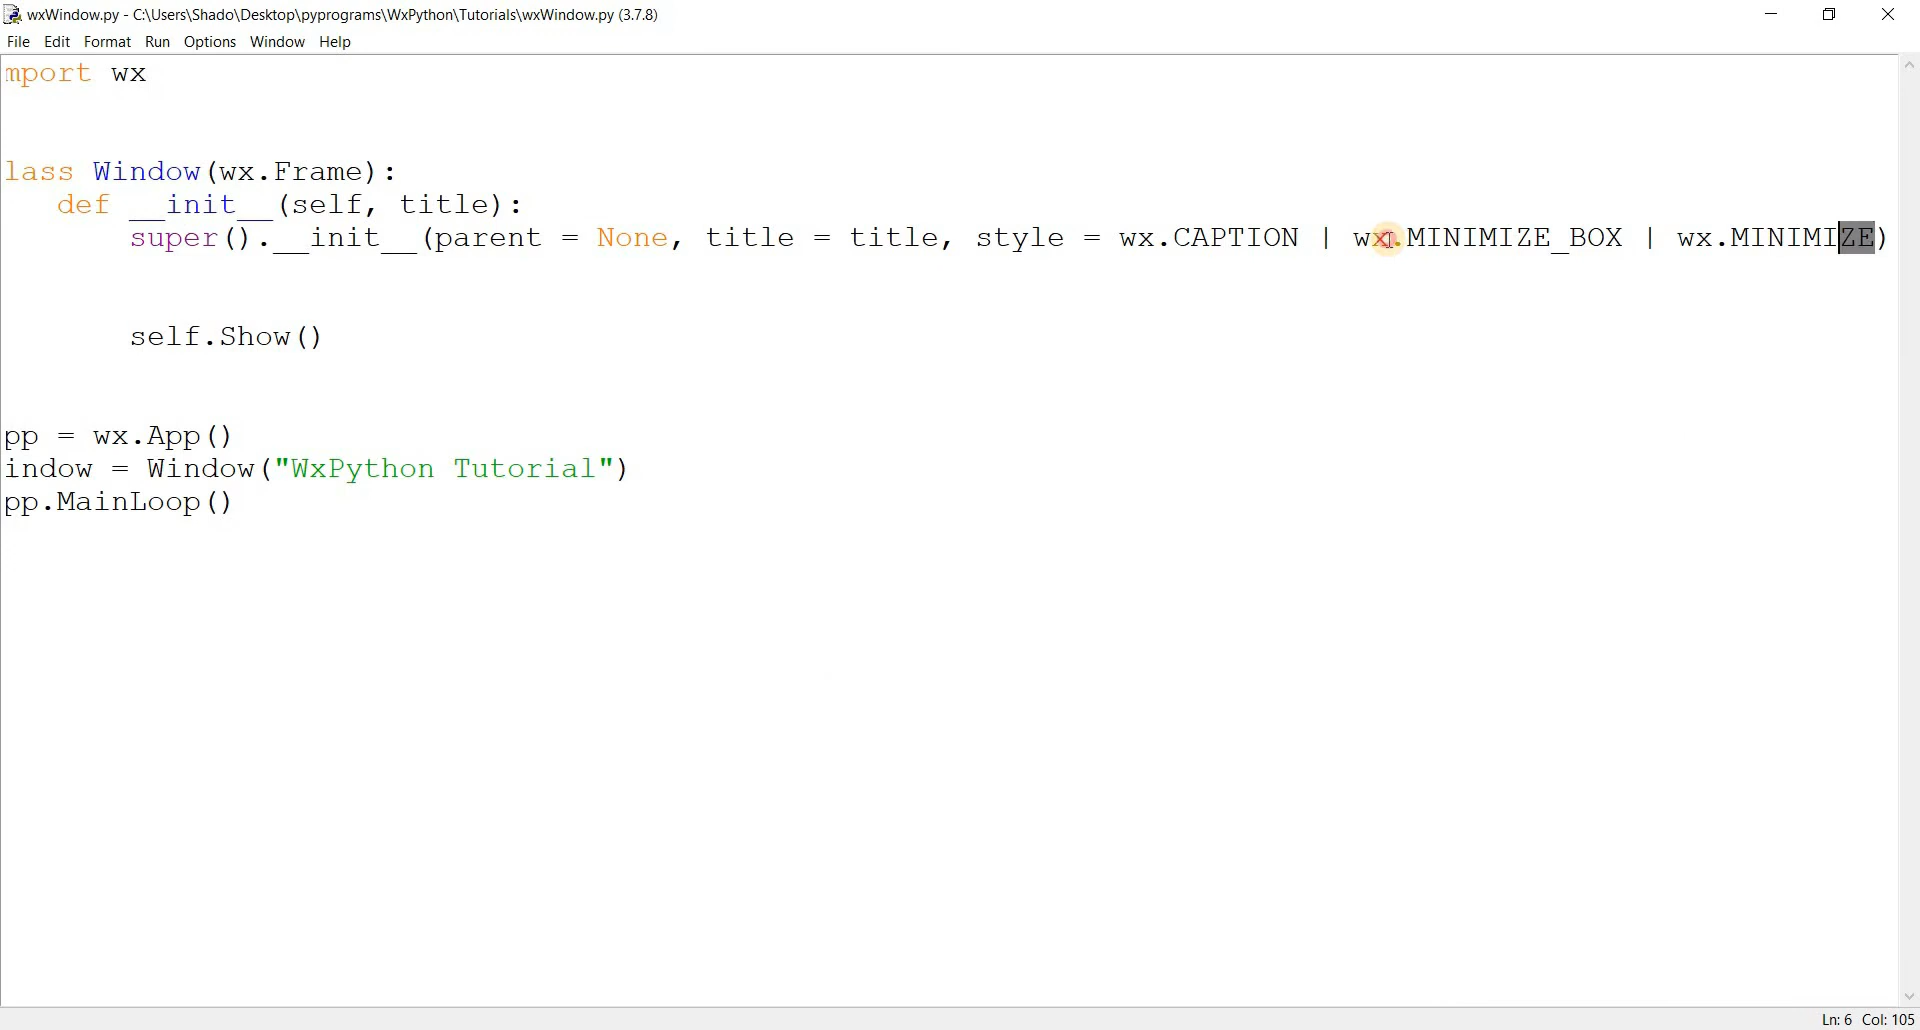 wxWindow.py - C:\Users\Shado\Desktop\pyprograms\WxPython\Tutorials\wxWindow.py (3.7.8)
File Edit Format Run Options Window Help
mport wx
lass Window(wx.Frame):
def __init__(self, title):
super().__init__(parent = None, title = title, style = wx.CAPTION | wx.MINIMIZE_BOX | wx.MINIMIZE)
self.Show()
pp = wx.App()
indow = Window("WxPython Tutorial")
pp.MainLoop()
Ln: 6 Col: 105